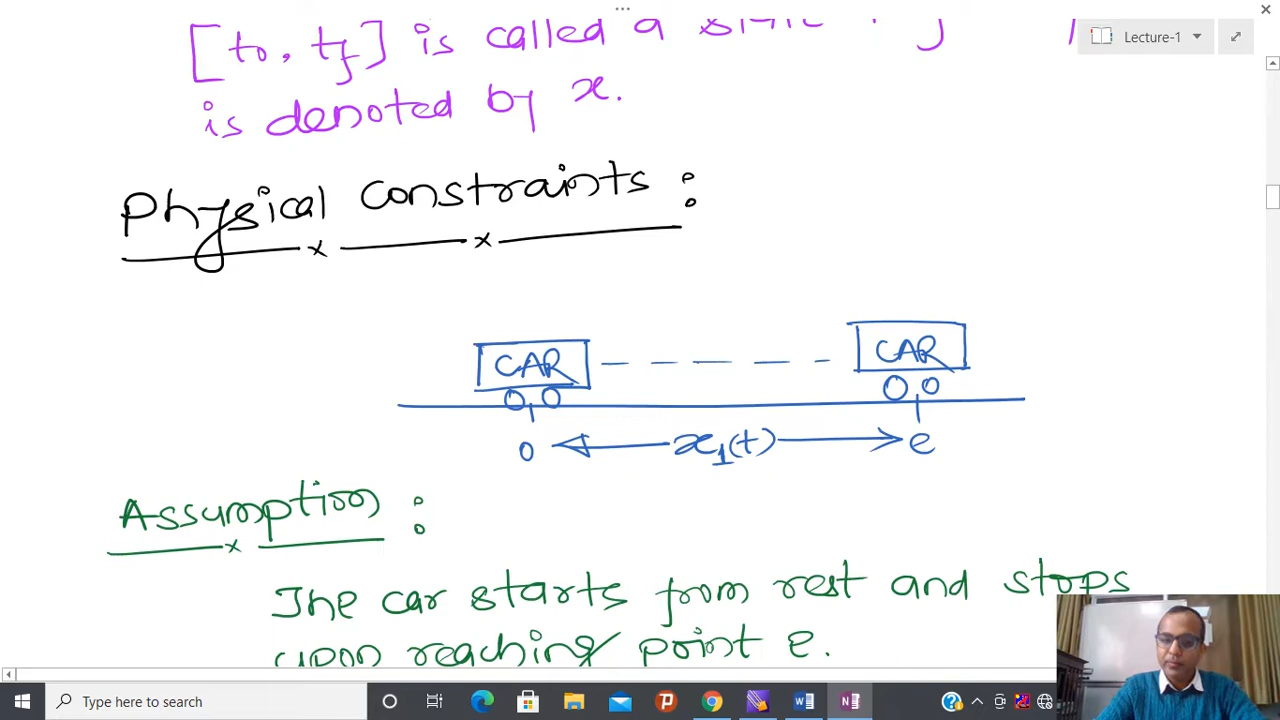 ...
Lecture-1
[to, tf] is called a
is denoted by x.
Physical constraints :
CAR CAR
0 x1(t) e
Assumption :
The car starts from rest and stops
upon reaching point e.
Type here to search